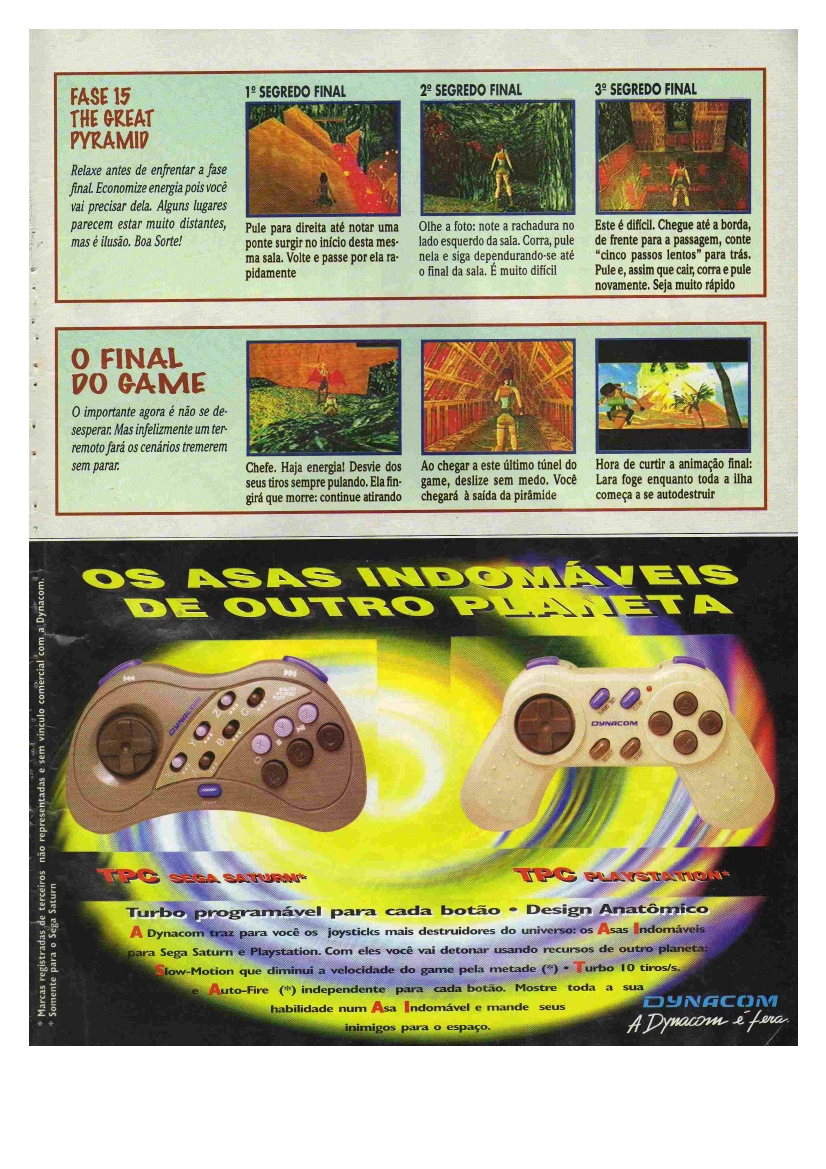 FASE 15
THE GREAT
PYRAMID
Relaxe antes de enfrentar a fase
final. Economize energia pois você
vai precisar dela. Alguns lugares
parecem estar muito distantes,
mas é ilusão. Boa Sorte!
1º SEGREDO FINAL
Pule para direita até notar uma
ponte surgir no início desta mes-
ma sala. Volte e passe por ela ra-
pidamente
2º SEGREDO FINAL
Olhe a foto: note a rachadura no
lado esquerdo da sala. Corra, pule
nela e siga dependurando-se até
o final da sala. É muito difícil
3º SEGREDO FINAL
Este é difícil. Chegue até a borda,
de frente para a passagem, conte
“cinco passos lentos” para trás.
Pule e, assim que cair, corra e pule
novamente. Seja muito rápido
O FINAL
DO GAME
O importante agora é não se de-
sesperar. Mas infelizmente um ter-
remoto fará os cenários tremerem
sem parar.
Chefe. Haja energia! Desvie dos
seus tiros sempre pulando. Ela fin-
girá que morre: continue atirando
Ao chegar a este último túnel do
game, deslize sem medo. Você
chegará à saída da pirâmide
Hora de curtir a animação final:
Lara foge enquanto toda a ilha
começa a se autodestruir
OS ASAS INDOMÁVEIS
DE OUTRO PLANETA
DYNACOM
Z
C
Y
B
X
A
DYNACOM
TPC SEGA SATURN*
TPC PLAYSTATION*
Turbo programável para cada botão • Design Anatômico
A Dynacom traz para você os joysticks mais destruidores do universo: os Asas Indomáveis
para Sega Saturn e Playstation. Com eles você vai detonar usando recursos de outro planeta:
Slow-Motion que diminui a velocidade do game pela metade (*) • Turbo 10 tiros/s.
e Auto-Fire (*) independente para cada botão. Mostre toda a sua
habilidade num Asa Indomável e mande seus
inimigos para o espaço.
DYNACOM
A Dynacom é fera.
* Marcas registradas de terceiros não representadas e sem vínculo comercial com a Dynacom.
* Somente para o Sega Saturn